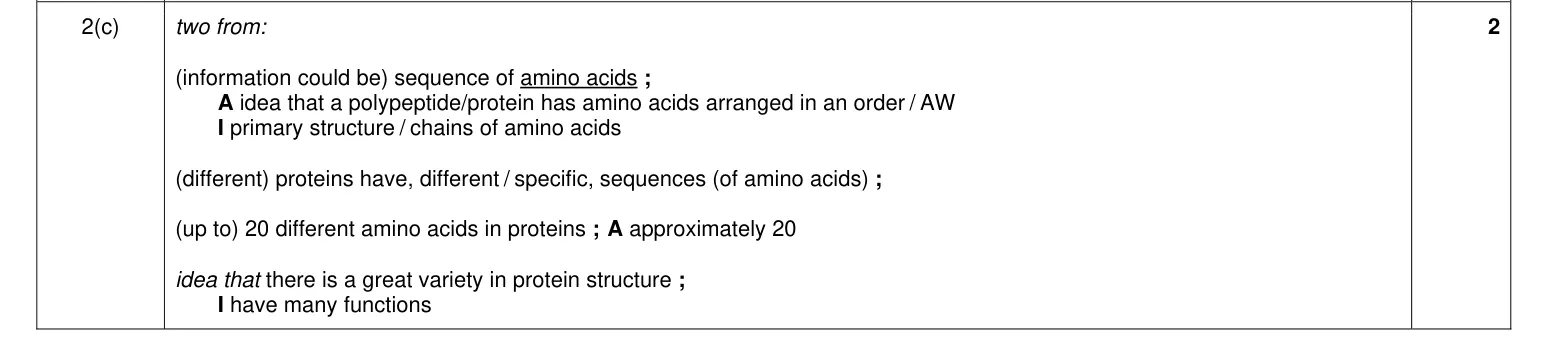 2(c) two from: 2
(information could be) sequence of amino acids ;
A idea that a polypeptide/protein has amino acids arranged in an order / AW
I primary structure / chains of amino acids
(different) proteins have, different / specific, sequences (of amino acids) ;
(up to) 20 different amino acids in proteins ; A approximately 20
idea that there is a great variety in protein structure ;
I have many functions